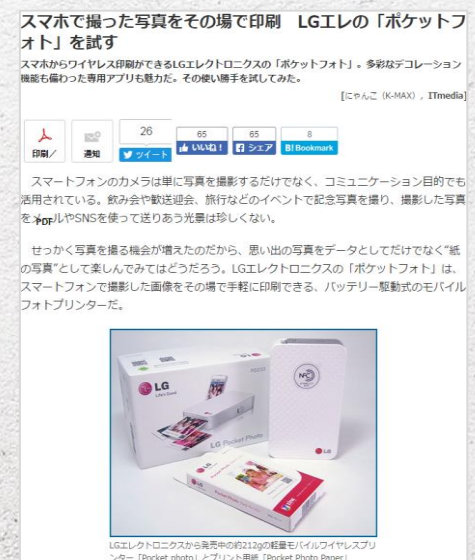 スマホで撮った写真をその場で印刷　LGエレの「ポケットフ
ォト」を試す
スマホからワイヤレス印刷ができるLGエレクトロニクスの「ポケットフォト」。多彩なデコレーション
機能も備わった専用アプリも魅力だ。その使い勝手を試してみた。
[にゃんこ（K-MAX）, ITmedia]
26
65
65
8
印刷／
通知
ツイート
いいね！
シェア
B! Bookmark
スマートフォンのカメラは単に写真を撮影するだけでなく、コミュニケーション目的でも
活用されている。飲み会や歓送迎会、旅行などのイベントで記念写真を撮り、撮影した写真
をメールやSNSを使って送りあう光景は珍しくない。
PDF
せっかく写真を撮る機会が増えたのだから、思い出の写真をデータとしてだけでなく“紙
の写真”として楽しんでみてはどうだろう。LGエレクトロニクスの「ポケットフォト」は、
スマートフォンで撮影した画像をその場で手軽に印刷できる、バッテリー駆動式のモバイル
フォトプリンターだ。
LG
Life's Good
PD233
LG Pocket Photo
NFC
LG
LG
Pocket Photo Paper
LGエレクトロニクスから発売中の約212gの軽量モバイルワイヤレスプリ
ンター「Pocket photo」とプリント用紙「Pocket Photo Paper」